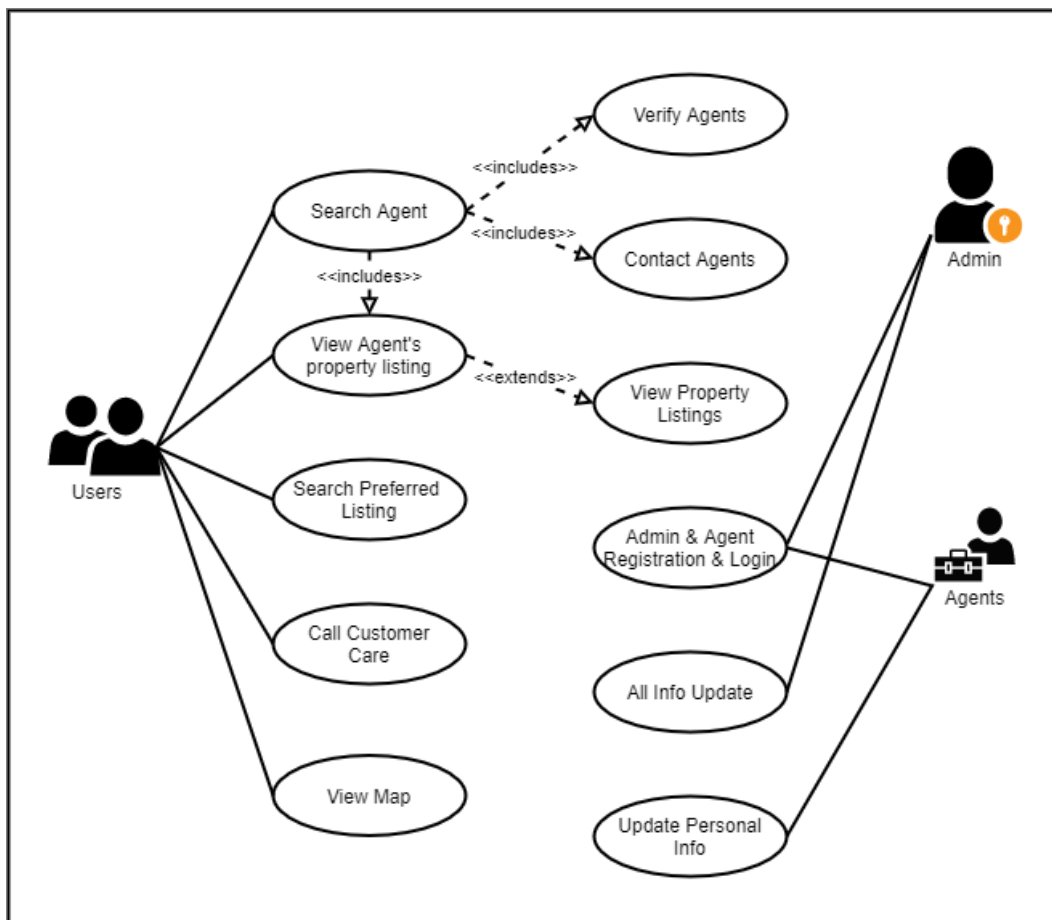 Verify Agents
<<includes>>
Search Agent
<<includes>>
Contact Agents
Admin
<<includes>>
View Agent's
property listing
<<extends>>
View Property
Listings
Users
Search Preferred
Listing
Admin & Agent
Registration & Login
Agents
Call Customer
Care
All Info Update
View Map
Update Personal
Info